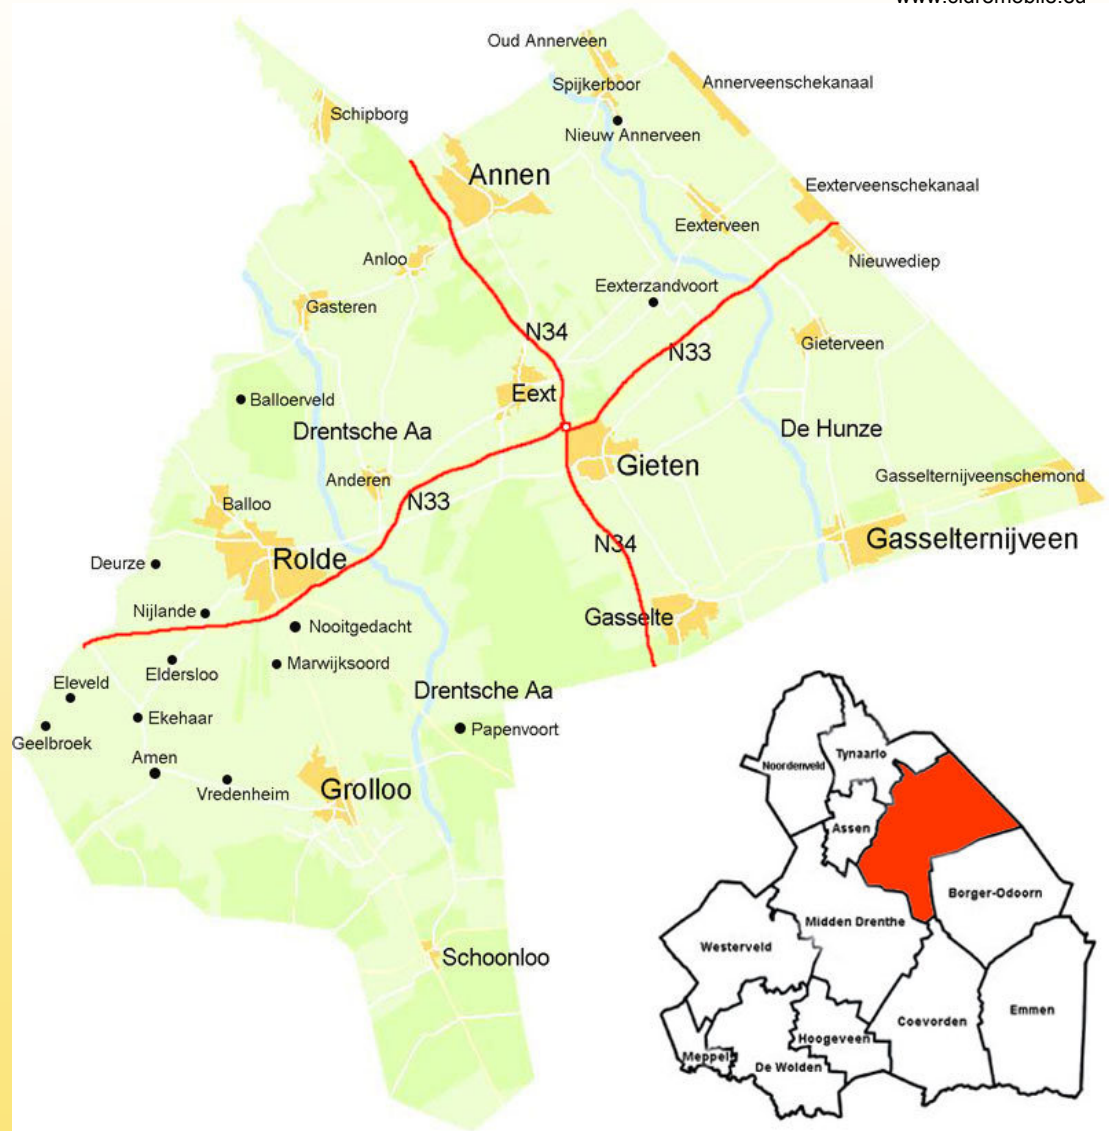 www.cidromobile.eu
Oud Annerveen
Spijkerboor
Annerveenschekanaal
Schipborg
Nieuw Annerveen
Annen
Eexterveenschekanaal
Eexterveen
Anloo
Nieuwediep
Eexterzandvoort
Gasteren
N34
Gieterveen
N33
Eext
Balloerveld
Drentsche Aa
De Hunze
Gieten
Anderen
Gasselternijveenschemond
N33
Balloo
N34
Gasselternijveen
Rolde
Deurze
Nijlande
Gasselte
Nooitgedacht
Marwijksoord
Eldersloo
Eleveld
Drentsche Aa
Ekehaar
Papenvoort
Geelbroek
Amen
Grolloo
Vredenheim
Schoonloo
Tynaarlo
Noordenveld
Assen
Borger-Odoorn
Midden Drenthe
Westerveld
Emmen
Coevorden
Hoogeveen
Meppel
De Wolden